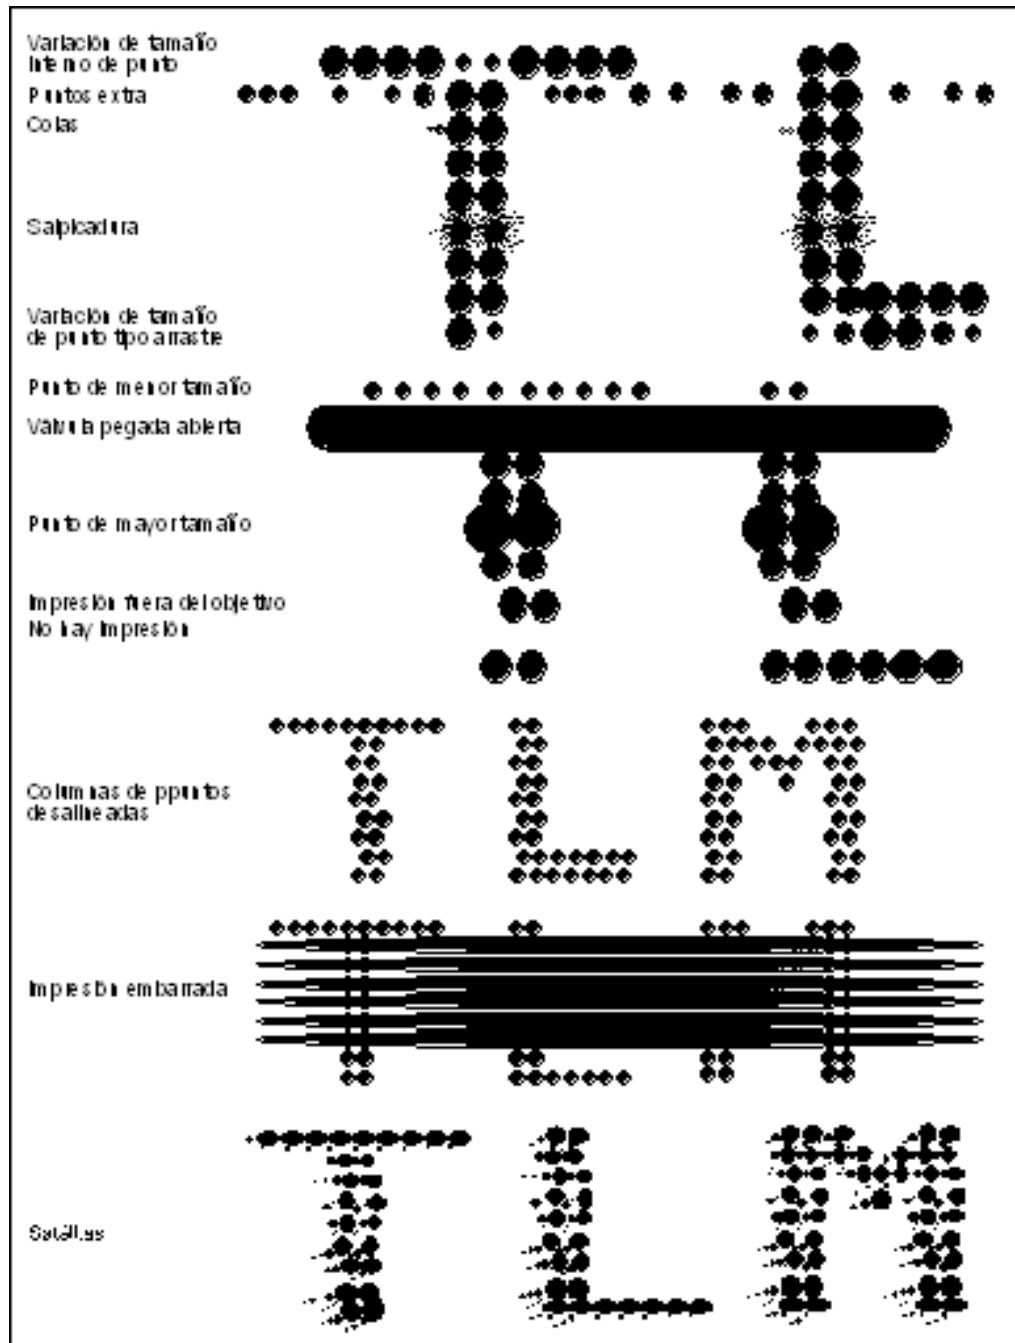 Variación de tamaño
Interno de punto
Puntos extra
Colas
Salpicadura
Variación de tamaño
de punto tipo arrastre
Punto de menor tamaño
Válvula pegada abierta
Punto de mayor tamaño
Impresión fuera del objetivo
No hay impresión
Columnas de ppuntos
desalineadas
T L M
Impresión embarrada
Satélites
T L M